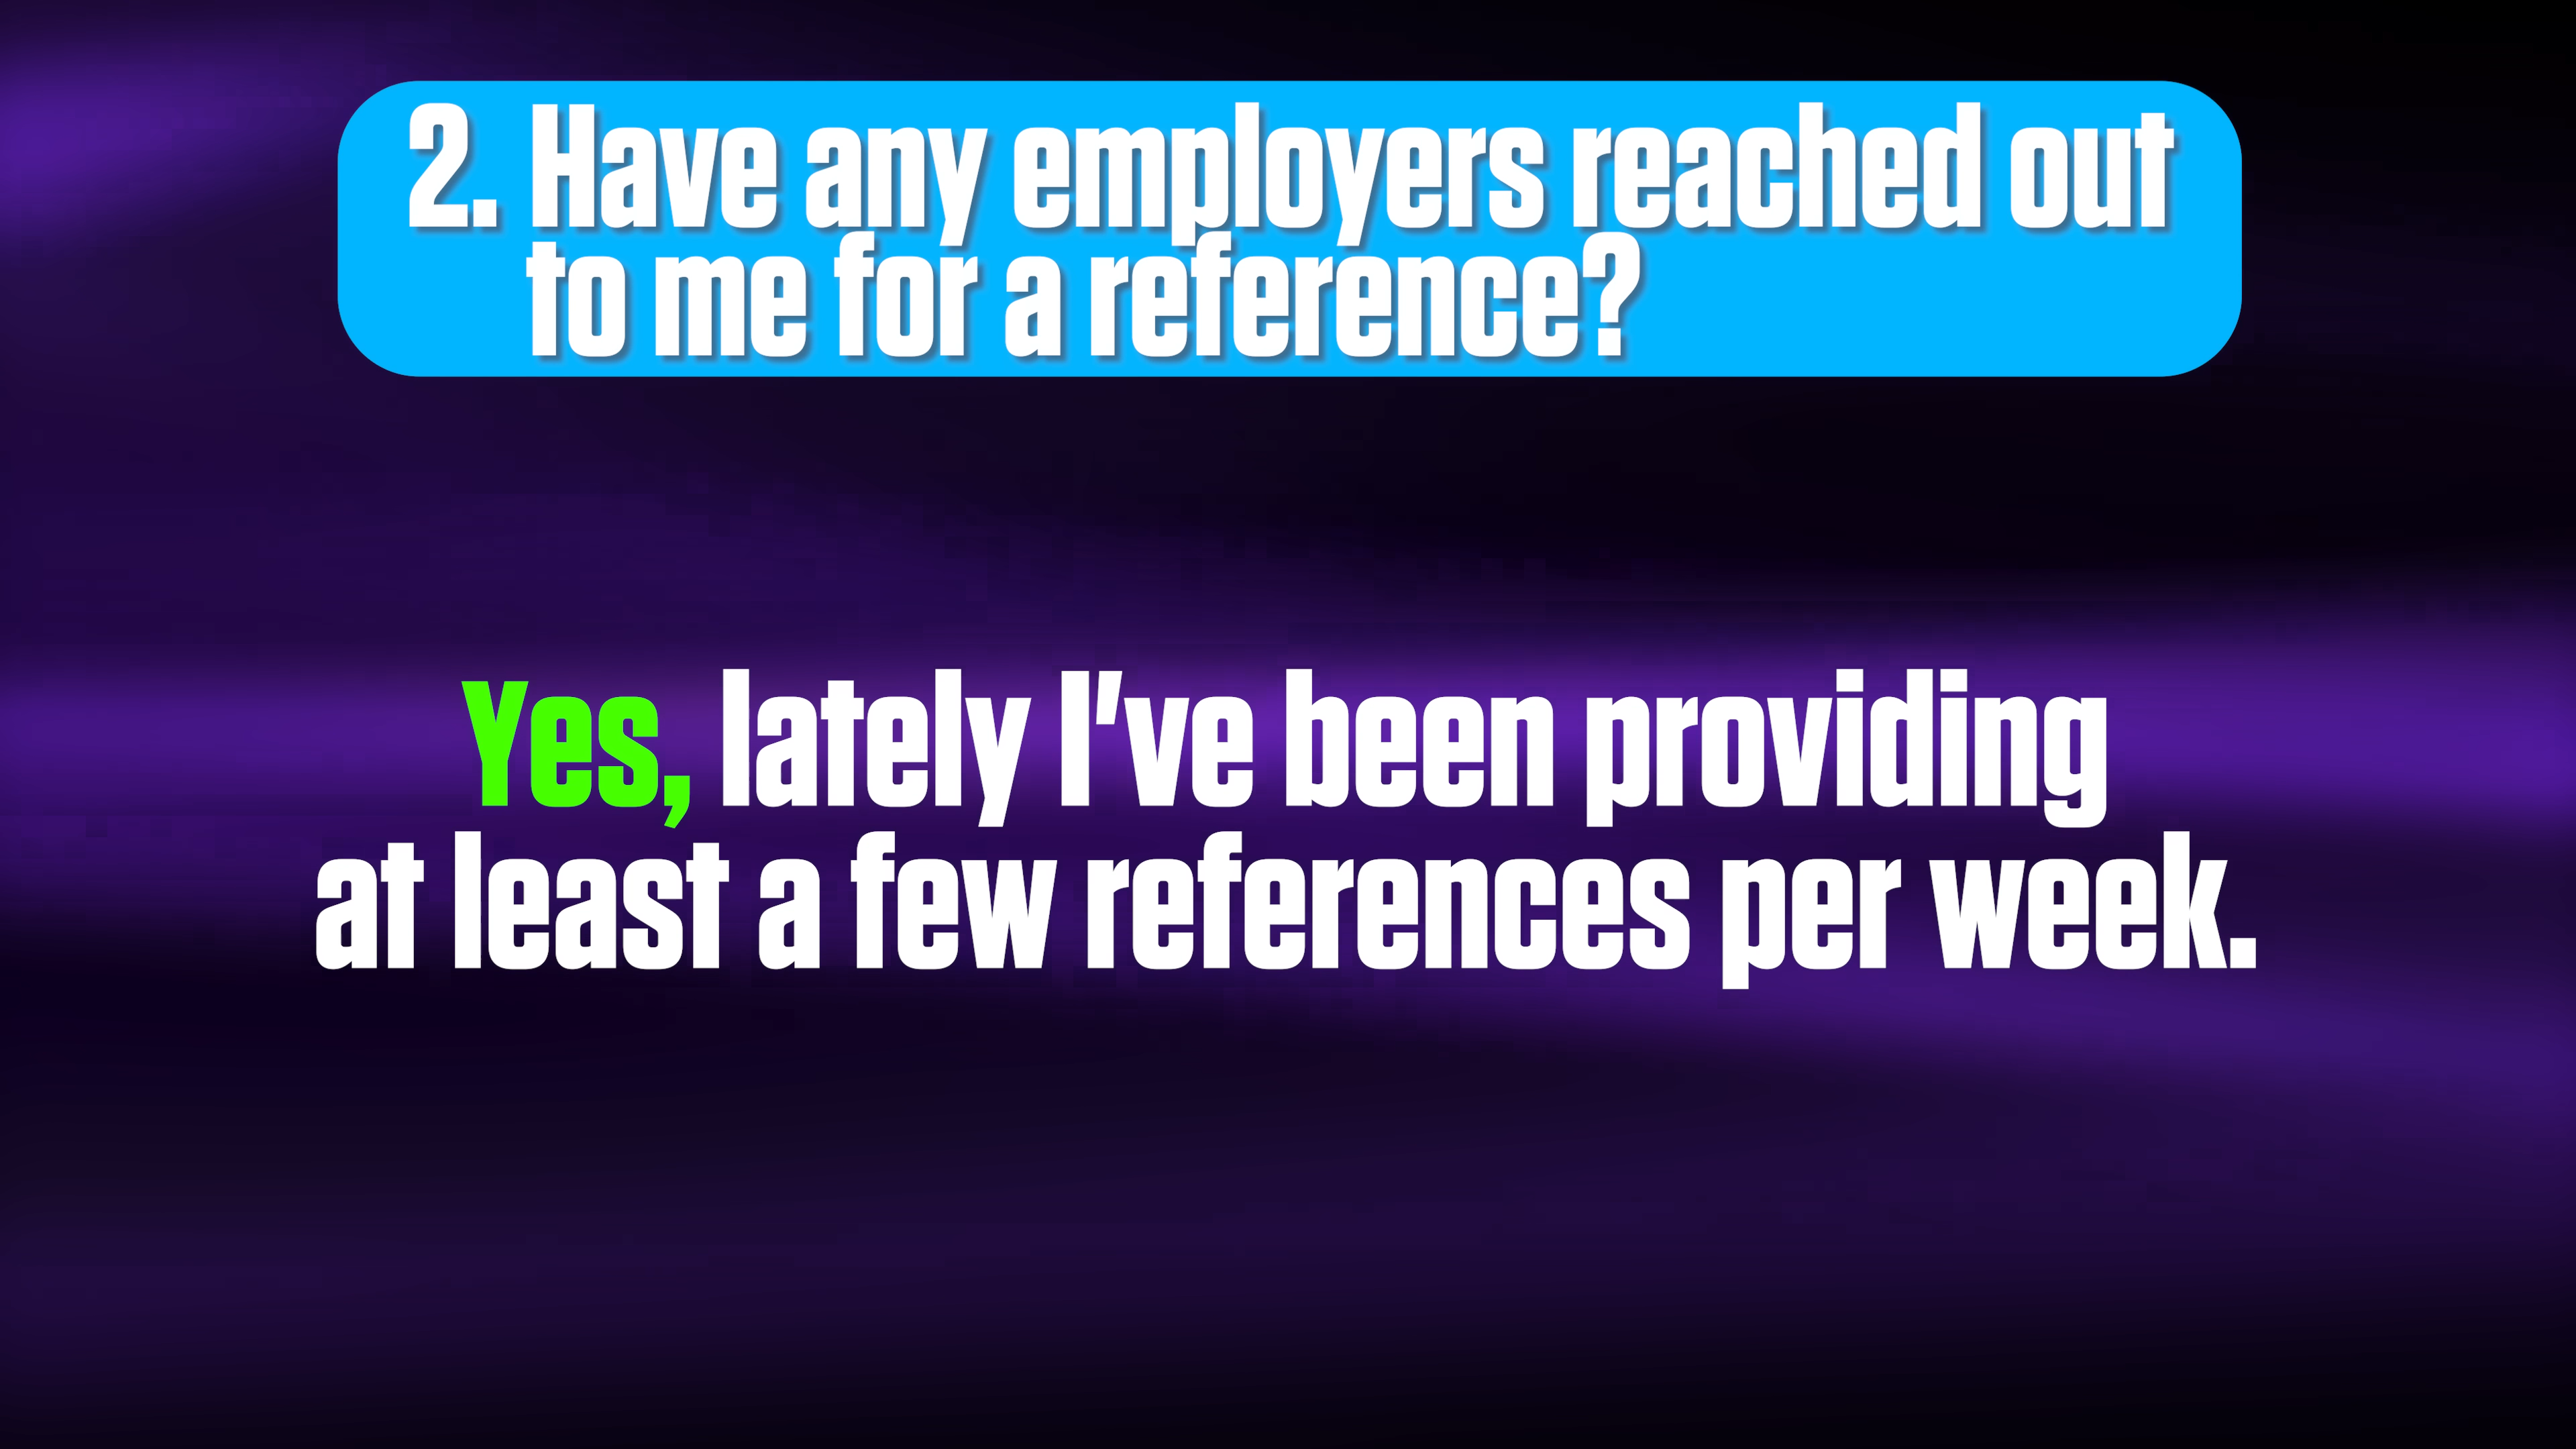 2. Have any employers reached out
to me for a reference?
Yes, lately I've been providing
at least a few references per week.